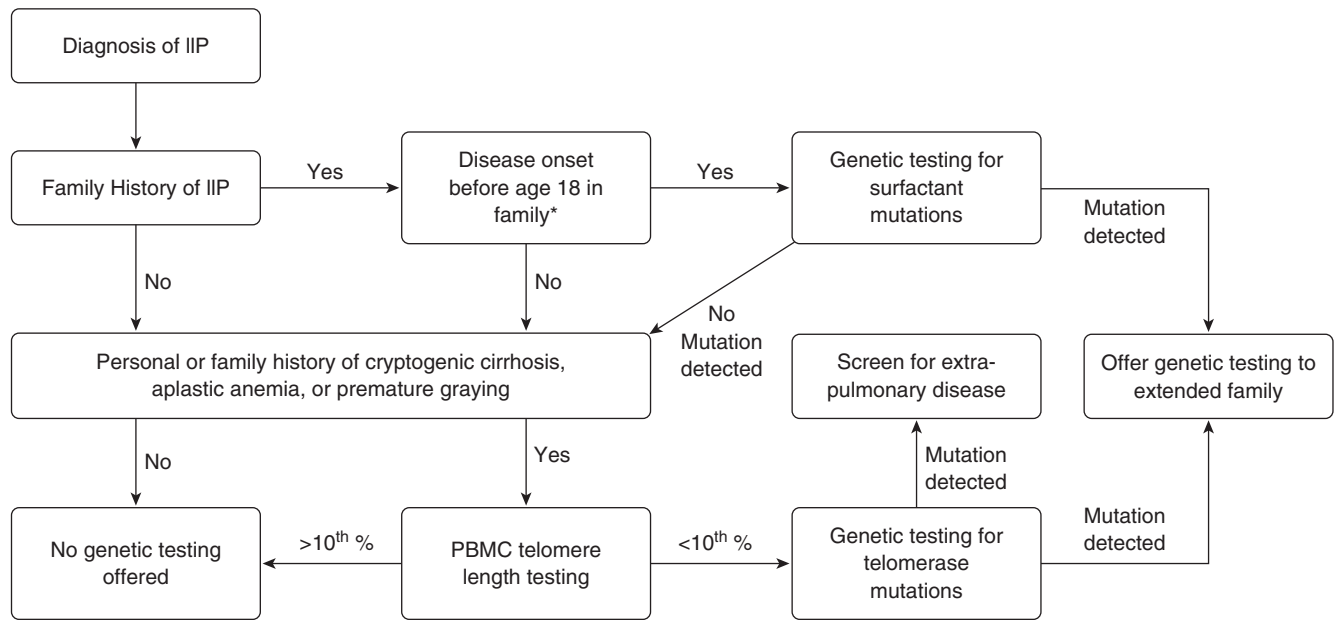 Diagnosis of IIP
Family History of IIP
Yes
Disease onset
before age 18 in
family*
Yes
Genetic testing for
surfactant
mutations
Mutation
detected
No
No
No
Mutation
detected
Personal or family history of cryptogenic cirrhosis,
aplastic anemia, or premature graying
Screen for extra-
pulmonary disease
Offer genetic testing to
extended family
No
Yes
Mutation
detected
No genetic testing
offered
>10th %
PBMC telomere
length testing
<10th %
Genetic testing for
telomerase
mutations
Mutation
detected